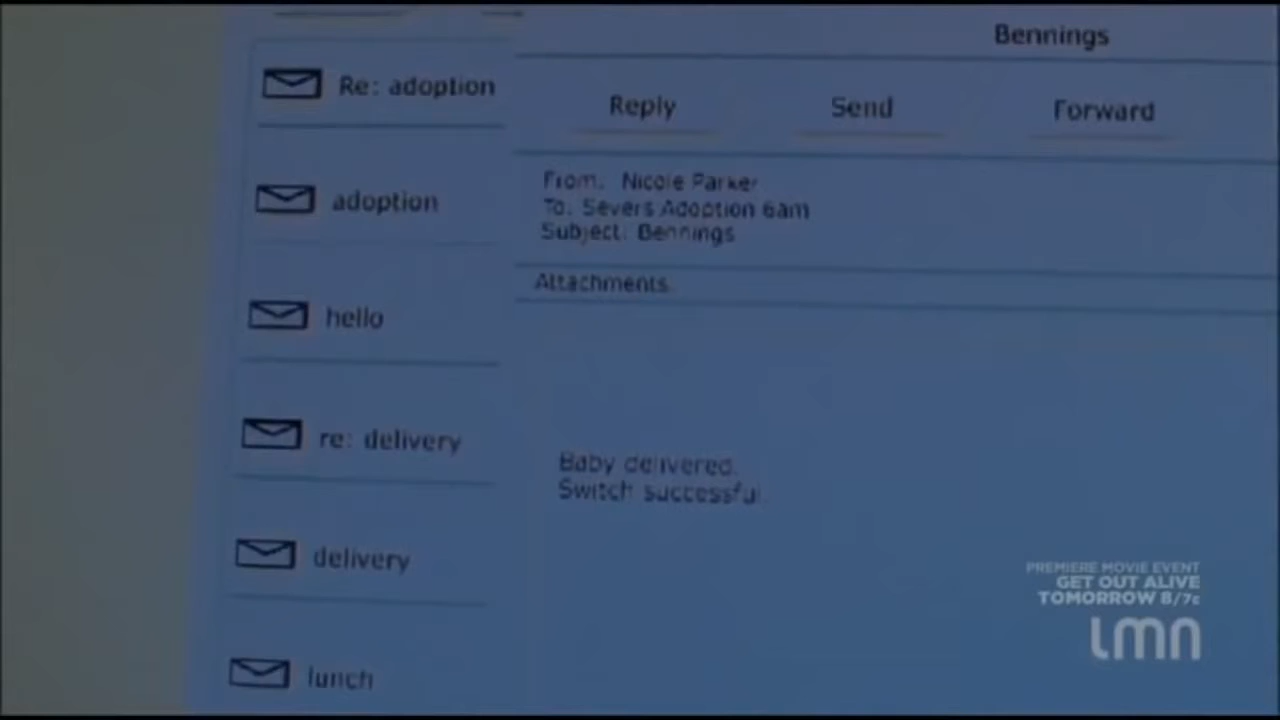 Bennings
Re: adoption
Reply
Send
Forward
adoption
From: Nicole Parker
To: Severs Adoption 6am
Subject: Bennings
Attachments:
hello
re: delivery
Baby delivered.
Switch successful.
delivery
lunch
PREMIERE MOVIE EVENT
GET OUT ALIVE
TOMORROW 8/7c
lmn